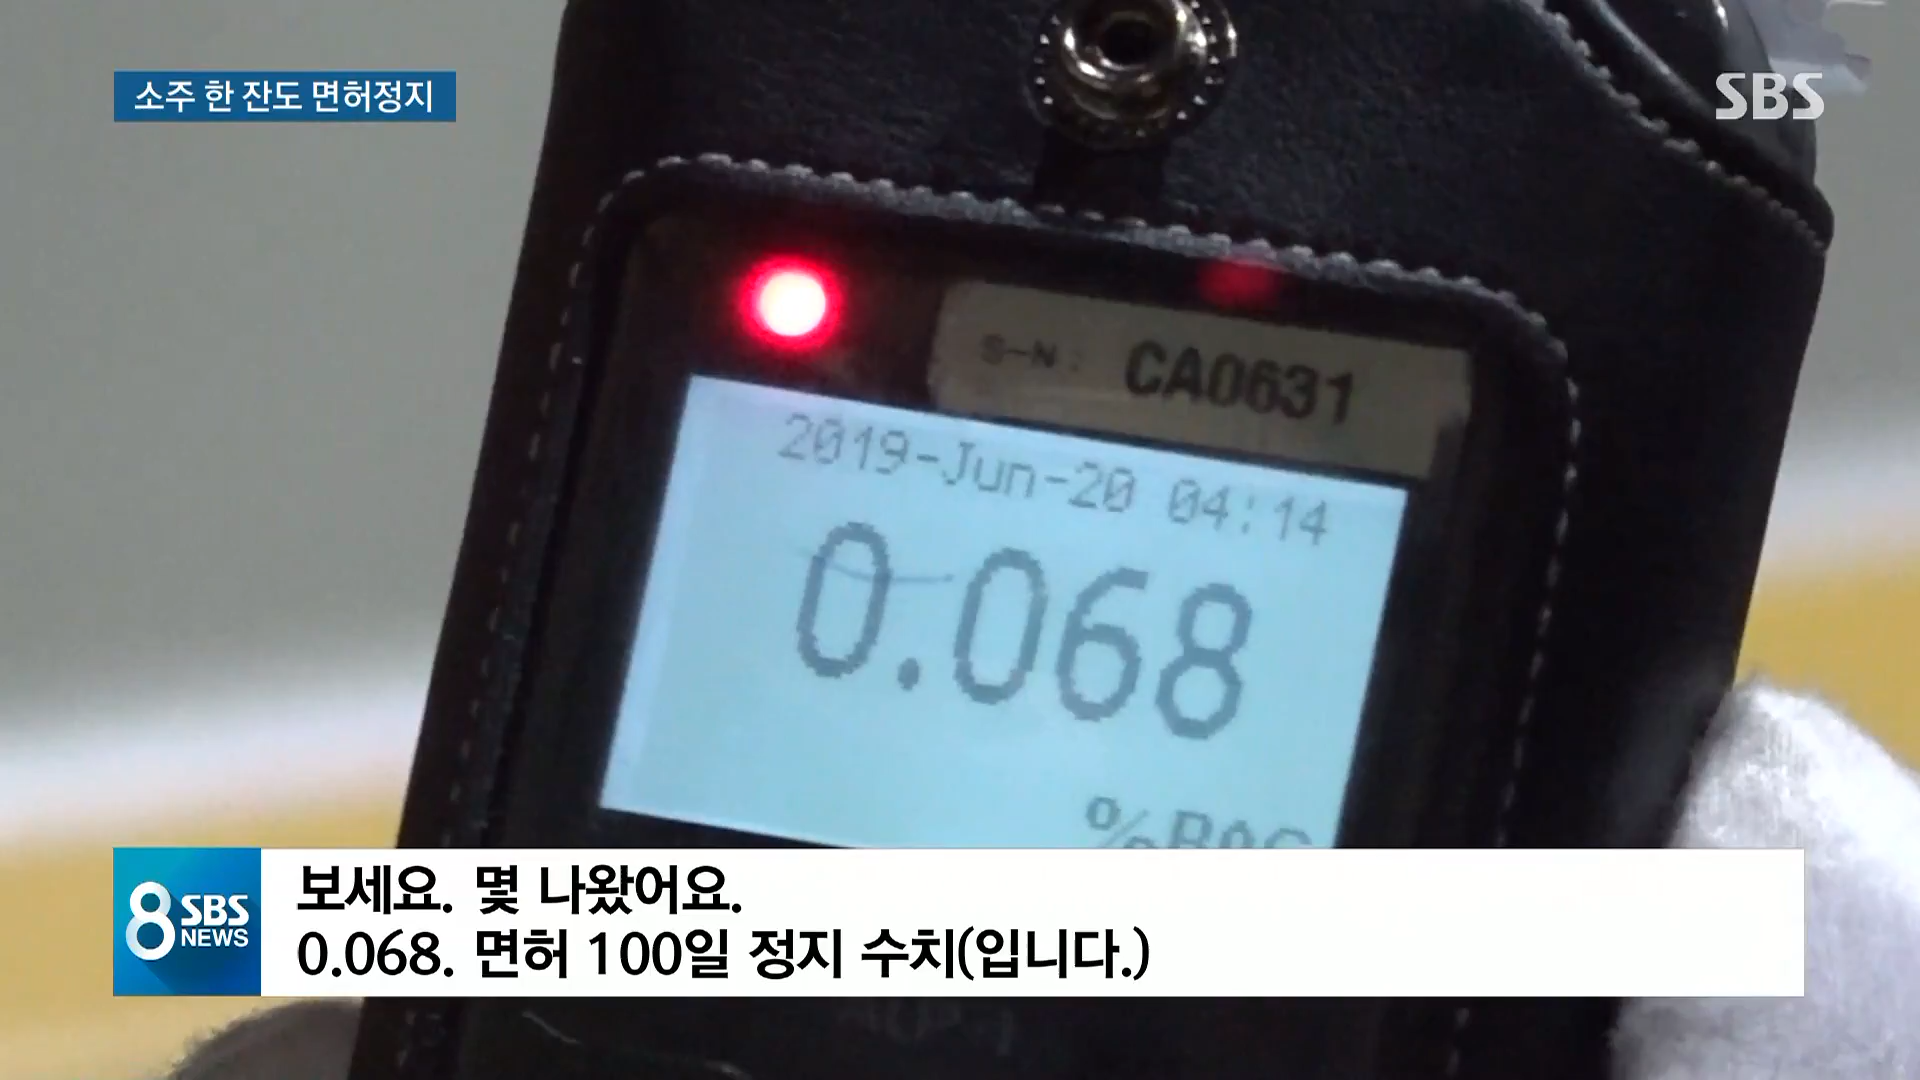 소주 한 잔도 면허정지
SBS
S-N: CA0631
2019-Jun-20 04:14
0.068
%BAC
8 SBS NEWS
보세요. 몇 나왔어요.
0.068. 면허 100일 정지 수치(입니다.)